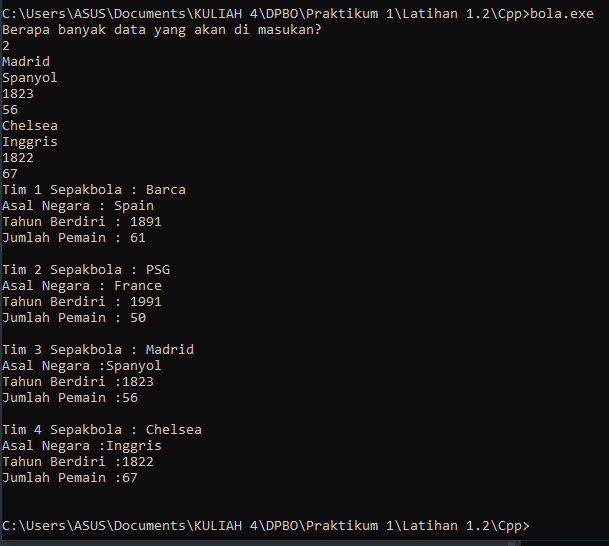 C:\Users\ASUS\Documents\KULIAH 4\DPBO\Praktikum 1\Latihan 1.2\Cpp>bola.exe
Berapa banyak data yang akan di masukan?
2
Madrid
Spanyol
1823
56
Chelsea
Inggris
1822
67
Tim 1 Sepakbola : Barca
Asal Negara : Spain
Tahun Berdiri : 1891
Jumlah Pemain : 61
Tim 2 Sepakbola : PSG
Asal Negara : France
Tahun Berdiri : 1991
Jumlah Pemain : 50
Tim 3 Sepakbola : Madrid
Asal Negara :Spanyol
Tahun Berdiri :1823
Jumlah Pemain :56
Tim 4 Sepakbola : Chelsea
Asal Negara :Inggris
Tahun Berdiri :1822
Jumlah Pemain :67
C:\Users\ASUS\Documents\KULIAH 4\DPBO\Praktikum 1\Latihan 1.2\Cpp>